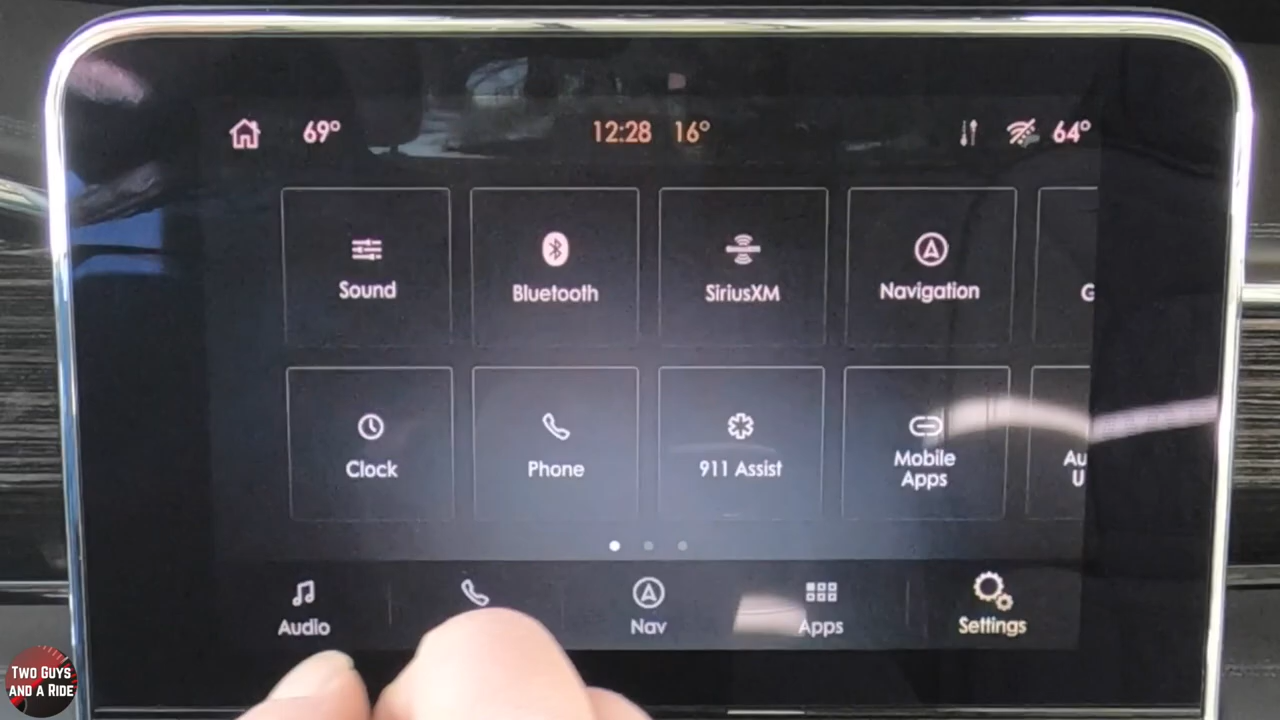 69° 12:28 16° 64°
Sound Bluetooth SiriusXM Navigation G
Clock Phone 911 Assist Mobile Apps Au
U
Audio Nav Apps Settings
TWO GUYS
AND A RIDE